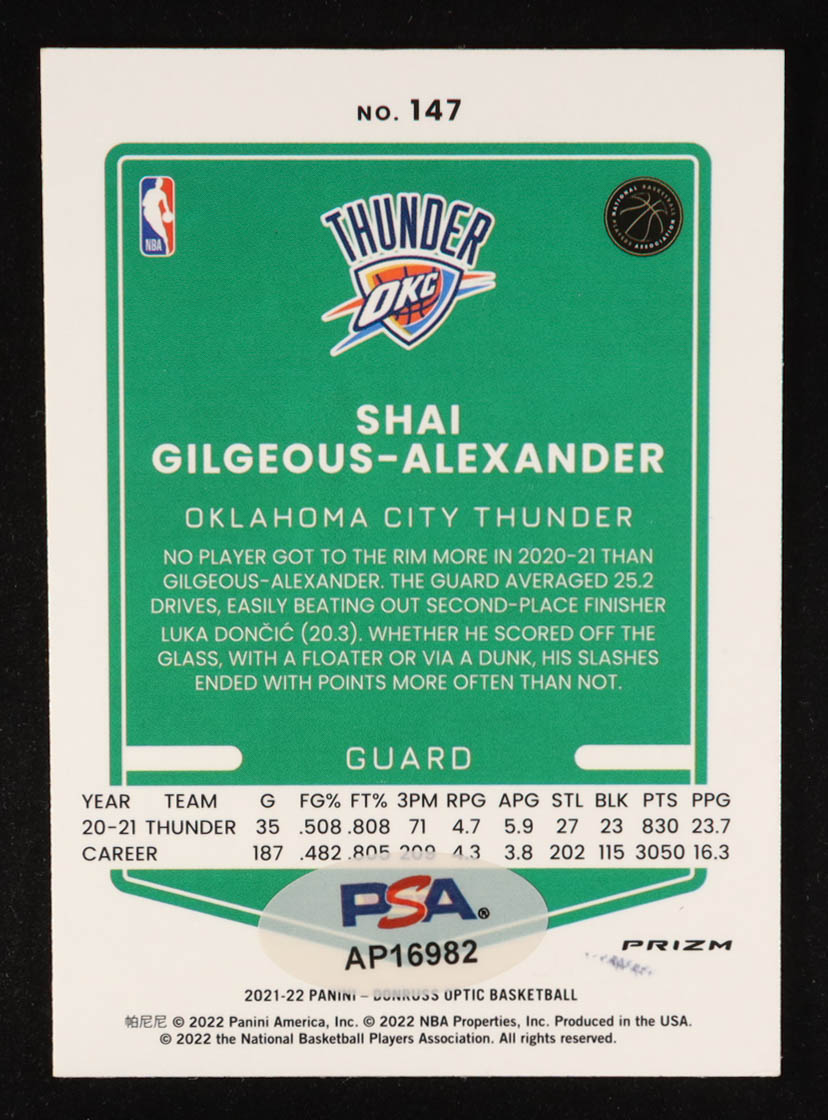 NO. 147
NBA
THUNDER
OKC
NATIONAL BASKETBALL
PLAYERS ASSOCIATION
SHAI
GILGEOUS-ALEXANDER
OKLAHOMA CITY THUNDER
NO PLAYER GOT TO THE RIM MORE IN 2020-21 THAN
GILGEOUS-ALEXANDER. THE GUARD AVERAGED 25.2
DRIVES, EASILY BEATING OUT SECOND-PLACE FINISHER
LUKA DONČIĆ (20.3). WHETHER HE SCORED OFF THE
GLASS, WITH A FLOATER OR VIA A DUNK, HIS SLASHES
ENDED WITH POINTS MORE OFTEN THAN NOT.
GUARD
YEAR TEAM G FG% FT% 3PM RPG APG STL BLK PTS PPG
20-21 THUNDER 35 .508 .808 71 4.7 5.9 27 23 830 23.7
CAREER 187 .482 .805 209 4.3 3.8 202 115 3050 16.3
PSA®
AP16982
PRIZM
2021-22 PANINI – DONRUSS OPTIC BASKETBALL
帕尼尼 © 2022 Panini America, Inc. © 2022 NBA Properties, Inc. Produced in the USA.
© 2022 the National Basketball Players Association. All rights reserved.